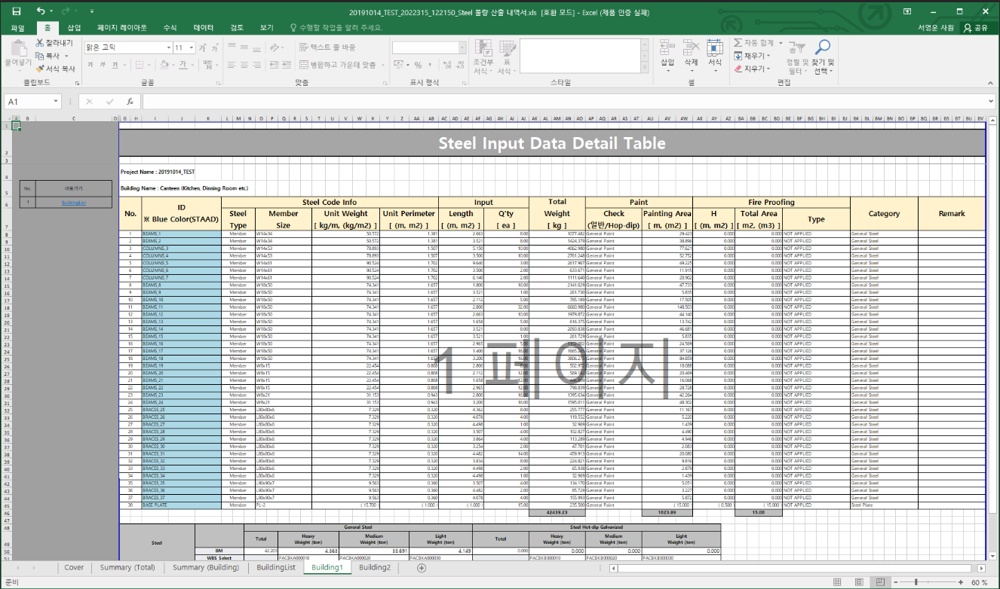 20191014_TEST_2022315_122150_Steel 물량 산출 내역서.xls [호환 모드] - Excel (제품 인증 실패)
파일 홈 삽입 페이지 레이아웃 수식 데이터 검토 보기 수행할 작업을 알려 주세요. 서영운 사원 공유
붙여넣기 잘라내기 복사 서식 복사 클립보드
맑은 고딕 11 가 가 가 글꼴
텍스트 줄 바꿈 병합하고 가운데 맞춤 맞춤
표시 형식
조건부 서식 표 서식 스타일
삽입 삭제 서식 셀
자동 합계 채우기 지우기 정렬 및 필터 찾기 및 선택 편집
A1 fx
Steel Input Data Detail Table
Project Name : 20191014_TEST
Building Name : Canteen (Kitchen, Dinning Room etc.)
No. 바로가기
1 BuildingList
No. ID ※ Blue Color(STAAD) Steel Code Info Input Total Weight [ kg ] Paint Fire Proofing Category Remark
Steel Type Member Size Unit Weight [ kg/m, (kg/m2) ] Unit Perimeter [ (m, m2) ] Length [ (m, m2) ] Q'ty [ ea ] Check (일반/Hop-dip) Painting Area [ m, (m2) ] H [ (m, m2) ] Total Area [ m2, (m3) ] Type
1 BEAMS_1 Member W14x34 50.572 1.381 2.663 8.00 1077.482 General Paint 29.423 0.000 0.000 NOT APPLIED General Steel
2 BEAMS_2 Member W14x34 50.572 1.381 3.521 8.00 1424.379 General Paint 38.896 0.000 0.000 NOT APPLIED General Steel
3 COLUMNS_3 Member W14x53 78.893 1.507 5.150 10.00 4062.980 General Paint 77.621 0.000 0.000 NOT APPLIED General Steel
4 COLUMNS_4 Member W14x53 78.893 1.507 3.500 10.00 2761.248 General Paint 52.752 0.000 0.000 NOT APPLIED General Steel
5 COLUMNS_5 Member W14x61 90.524 1.702 9.640 3.00 2617.967 General Paint 49.225 0.000 0.000 NOT APPLIED General Steel
6 COLUMNS_6 Member W14x61 90.524 1.702 3.500 2.00 633.671 General Paint 11.915 0.000 0.000 NOT APPLIED General Steel
7 COLUMNS_7 Member W14x61 90.524 1.702 6.140 2.00 1111.640 General Paint 20.902 0.000 0.000 NOT APPLIED General Steel
8 BEAMS_8 Member W18x50 74.341 1.657 1.800 16.00 2141.029 General Paint 47.733 0.000 0.000 NOT APPLIED General Steel
9 BEAMS_9 Member W18x50 74.341 1.657 3.521 1.00 261.730 General Paint 5.835 0.000 0.000 NOT APPLIED General Steel
10 BEAMS_10 Member W18x50 74.341 1.657 2.112 5.00 785.189 General Paint 17.505 0.000 0.000 NOT APPLIED General Steel
11 BEAMS_11 Member W18x50 74.341 1.657 2.800 32.00 6660.980 General Paint 148.503 0.000 0.000 NOT APPLIED General Steel
12 BEAMS_12 Member W18x50 74.341 1.657 2.663 10.00 1979.872 General Paint 44.140 0.000 0.000 NOT APPLIED General Steel
13 BEAMS_13 Member W18x50 74.341 1.657 1.658 5.00 616.375 General Paint 13.742 0.000 0.000 NOT APPLIED General Steel
14 BEAMS_14 Member W18x50 74.341 1.657 3.521 8.00 2093.838 General Paint 46.681 0.000 0.000 NOT APPLIED General Steel
15 BEAMS_15 Member W18x50 74.341 1.657 3.521 1.00 261.729 General Paint 5.835 0.000 0.000 NOT APPLIED General Steel
16 BEAMS_16 Member W18x50 74.341 1.657 2.965 5.00 1102.002 General Paint 24.569 0.000 0.000 NOT APPLIED General Steel
17 BEAMS_17 Member W18x50 74.341 1.657 1.400 16.00 1665.245 General Paint 37.126 0.000 0.000 NOT APPLIED General Steel
18 BEAMS_18 Member W18x50 74.341 1.657 3.200 16.00 3806.275 General Paint 84.859 0.000 0.000 NOT APPLIED General Steel
19 BEAMS_19 Member W8x15 22.454 0.808 2.800 8.00 502.972 General Paint 18.088 0.000 0.000 NOT APPLIED General Steel
20 BEAMS_20 Member W8x15 22.454 0.808 2.112 12.00 569.182 General Paint 20.469 0.000 0.000 NOT APPLIED General Steel
21 BEAMS_21 Member W8x15 22.454 0.808 1.658 12.00 General Paint 16.068 0.000 0.000 NOT APPLIED General Steel
22 BEAMS_22 Member W8x15 22.454 0.808 2.965 12.00 798.839 General Paint 28.728 0.000 0.000 NOT APPLIED General Steel
23 BEAMS_23 Member W8x21 31.153 0.943 2.800 16.00 1395.634 General Paint 42.264 0.000 0.000 NOT APPLIED General Steel
24 BEAMS_24 Member W8x21 31.153 0.943 3.200 16.00 1595.011 General Paint 48.302 0.000 0.000 NOT APPLIED General Steel
25 BRACES_25 Member L80x80x6 7.329 0.320 4.362 8.00 255.777 General Paint 11.167 0.000 0.000 NOT APPLIED General Steel
26 BRACES_26 Member L80x80x6 7.329 0.320 4.078 4.00 119.552 General Paint 5.220 0.000 0.000 NOT APPLIED General Steel
27 BRACES_27 Member L80x80x6 7.329 0.320 4.498 1.00 32.969 General Paint 1.439 0.000 0.000 NOT APPLIED General Steel
28 BRACES_28 Member L80x80x6 7.329 0.320 3.507 4.00 102.827 General Paint 4.490 0.000 0.000 NOT APPLIED General Steel
29 BRACES_29 Member L80x80x6 7.329 0.320 3.864 4.00 113.289 General Paint 4.946 0.000 0.000 NOT APPLIED General Steel
30 BRACES_30 Member L80x80x6 7.329 0.320 3.254 2.00 47.701 General Paint 2.083 0.000 0.000 NOT APPLIED General Steel
31 BRACES_31 Member L80x80x6 7.329 0.320 4.482 14.00 459.913 General Paint 20.080 0.000 0.000 NOT APPLIED General Steel
32 BRACES_32 Member L80x80x6 7.329 0.320 3.834 8.00 224.821 General Paint 9.816 0.000 0.000 NOT APPLIED General Steel
33 BRACES_33 Member L80x80x6 7.329 0.320 4.498 2.00 65.938 General Paint 2.879 0.000 0.000 NOT APPLIED General Steel
34 BRACES_34 Member L80x80x6 7.329 0.320 4.498 1.00 32.969 General Paint 1.439 0.000 0.000 NOT APPLIED General Steel
35 BRACES_35 Member L90x90x7 9.563 0.360 3.507 4.00 134.170 General Paint 5.051 0.000 0.000 NOT APPLIED General Steel
36 BRACES_36 Member L90x90x7 9.563 0.360 4.482 2.00 85.729 General Paint 3.227 0.000 0.000 NOT APPLIED General Steel
37 BRACES_37 Member L90x90x7 9.563 0.360 4.078 4.00 155.993 General Paint 5.872 0.000 0.000 NOT APPLIED General Steel
38 BASE PLATE Member PL-2 ( 15.700 ) ( 1.000 ) ( 1.000 ) 15.00 235.500 General Paint ( 15.000 ( 0.500 ) ( 15.000 NOT APPLIED Steel Plate
1 페이지
42439.23 1023.89 15.00
Steel General Steel Steel Hot-dip Galvanized
Total Heavy Weight (ton) Medium Weight (ton) Light Weight (ton) Total Heavy Weight (ton) Medium Weight (ton) Light Weight (ton)
BM 42.203 4.363 33.691 4.149 0.000 0.000 0.000 0.000
WBS Select PACBKA000010 PACBKA000020 PACBKA000030 PACBKB000010 PACBKB000020 PACBKB000030
Cover Summary (Total) Summary (Building) BuildingList Building1 Building2
준비 60 %